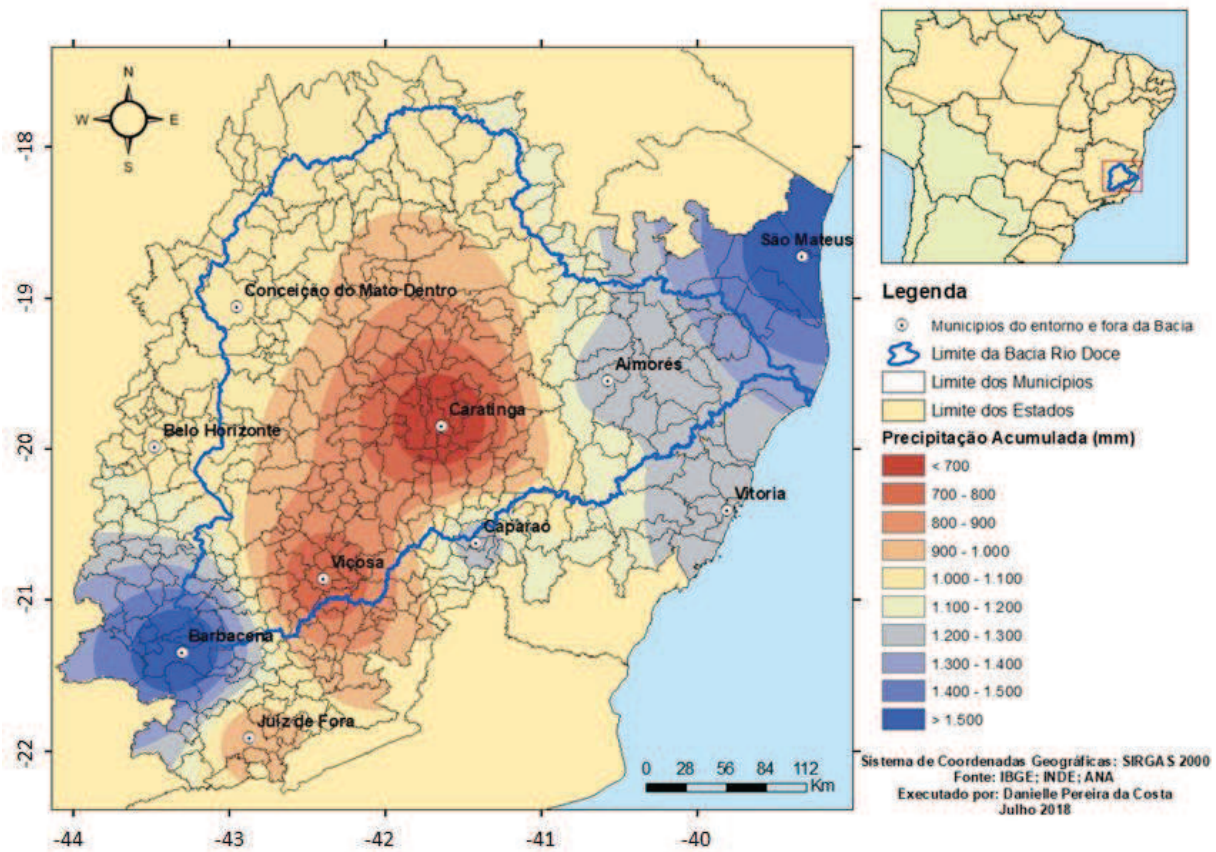 N
W
E
S
-18
-19
-20
-21
-22
-44
-43
-42
-41
-40
São Mateus
Conceição do Mato Dentro
Aimorés
Caratinga
Belo Horizonte
Vitoria
Caparaó
Viçosa
Barbacena
Juiz de Fora
0 28 56 84 112
Km
Legenda
Municipios do entorno e fora da Bacia
Limite da Bacia Rio Doce
Limite dos Municípios
Limite dos Estados
Precipitação Acumulada (mm)
< 700
700 - 800
800 - 900
900 - 1.000
1.000 - 1.100
1.100 - 1.200
1.200 - 1.300
1.300 - 1.400
1.400 - 1.500
> 1.500
Sistema de Coordenadas Geográficas: SIRGAS 2000
Fonte: IBGE; INDE; ANA
Executado por: Danielle Pereira da Costa
Julho 2018